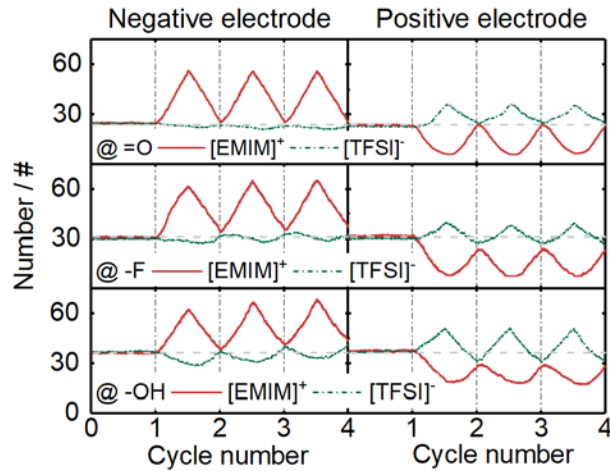 Negative electrode Positive electrode
Number / #
60
30
@ =O [EMIM]+ [TFSI]-
60
30
@ -F [EMIM]+ [TFSI]-
60
30
0
@ -OH [EMIM]+ [TFSI]-
0 1 2 3 4 1 2 3 4
Cycle number Cycle number